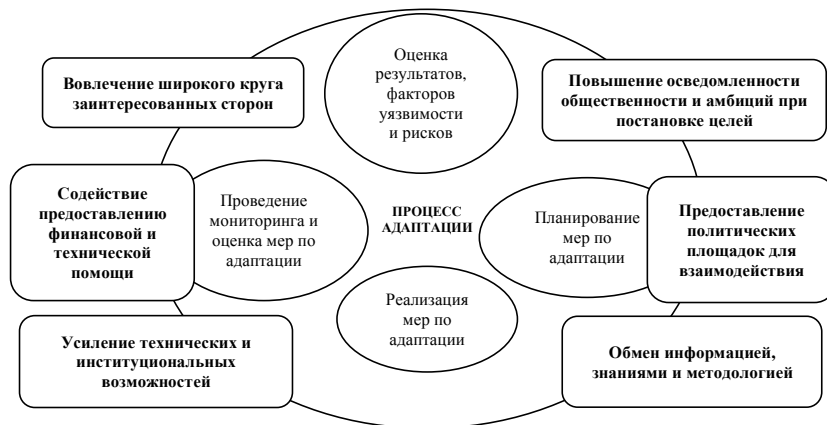 Оценка
результатов,
факторов
уязвимости
и рисков
Вовлечение широкого круга
заинтересованных сторон
Повышение осведомленности
общественности и амбиций при
постановке целей
Содействие
предоставлению
финансовой и
технической
помощи
Проведение
мониторинга и
оценка мер по
адаптации
ПРОЦЕСС
АДАПТАЦИИ
Планирование
мер по
адаптации
Предоставление
политических
площадок для
взаимодействия
Реализация
мер по
адаптации
Усиление технических и
институциональных
возможностей
Обмен информацией,
знаниями и методологией